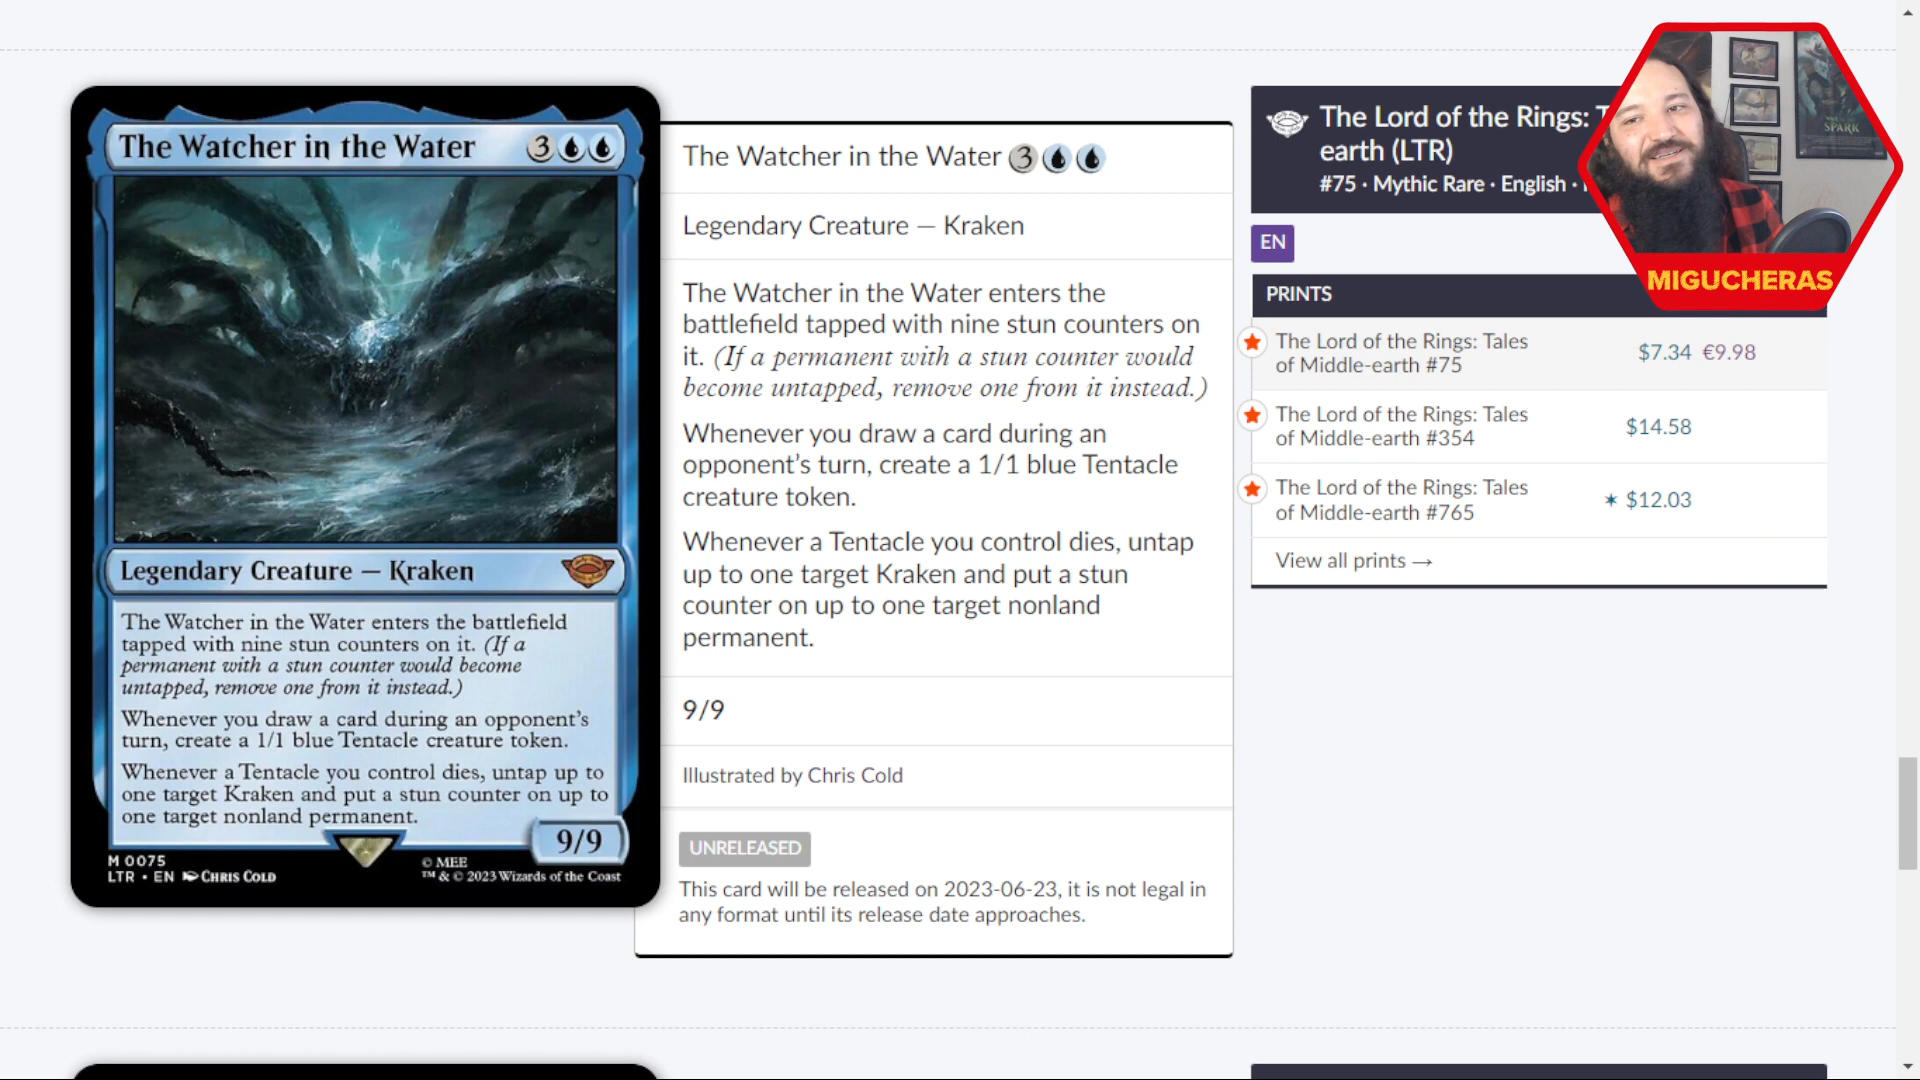 The Watcher in the Water 3
Legendary Creature — Kraken
The Watcher in the Water enters the battlefield
tapped with nine stun counters on it. (If a
permanent with a stun counter would become
untapped, remove one from it instead.)
Whenever you draw a card during an opponent's
turn, create a 1/1 blue Tentacle creature token.
Whenever a Tentacle you control dies, untap up to
one target Kraken and put a stun counter on up to
one target nonland permanent.
9/9
M 0075
LTR • EN CHRIS COLD
© MEE
™ & © 2023 Wizards of the Coast
The Watcher in the Water 3
Legendary Creature — Kraken
The Watcher in the Water enters the
battlefield tapped with nine stun counters on
it. (If a permanent with a stun counter would
become untapped, remove one from it instead.)
Whenever you draw a card during an
opponent’s turn, create a 1/1 blue Tentacle
creature token.
Whenever a Tentacle you control dies, untap
up to one target Kraken and put a stun
counter on up to one target nonland
permanent.
9/9
Illustrated by Chris Cold
UNRELEASED
This card will be released on 2023-06-23, it is not legal in
any format until its release date approaches.
The Lord of the Rings:
earth (LTR)
#75 · Mythic Rare · English ·
EN
PRINTS
The Lord of the Rings: Tales
of Middle-earth #75 $7.34 €9.98
The Lord of the Rings: Tales
of Middle-earth #354 $14.58
The Lord of the Rings: Tales
of Middle-earth #765 ✶ $12.03
View all prints →
SPARK
MIGUCHERAS